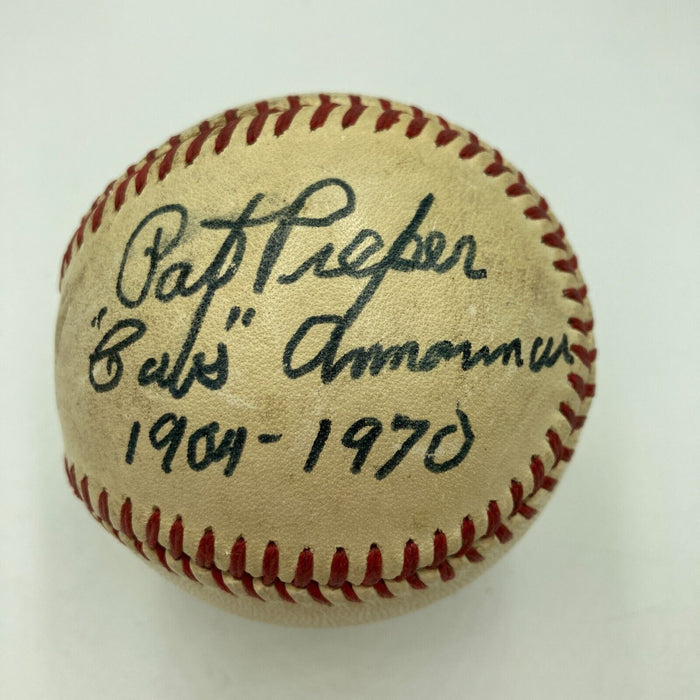 Pat Pieper
"Cubs" Announcer
1904-1970